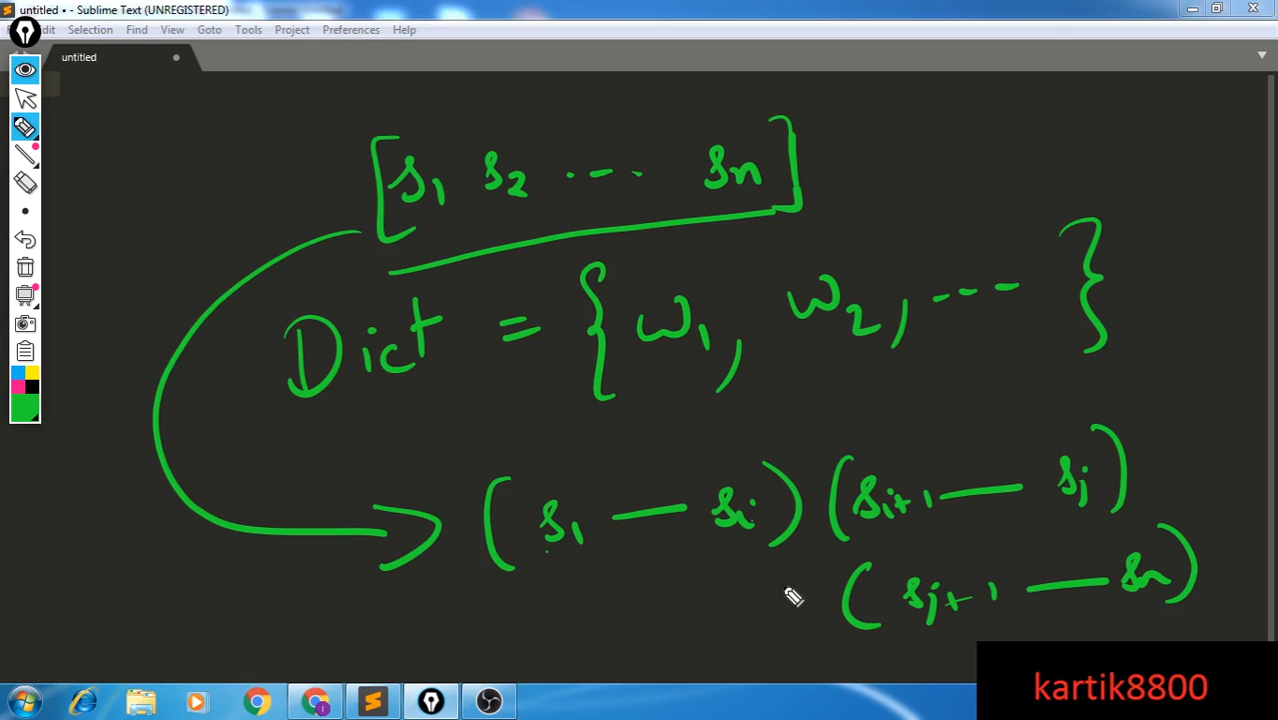 untitled • - Sublime Text (UNREGISTERED)
dit Selection Find View Goto Tools Project Preferences Help
untitled
[s1 s2 ..... sn]
Dict = {w1, w2, --- }
(s1 — si) (si+1 — sj)
(sj+1 — sn)
kartik8800